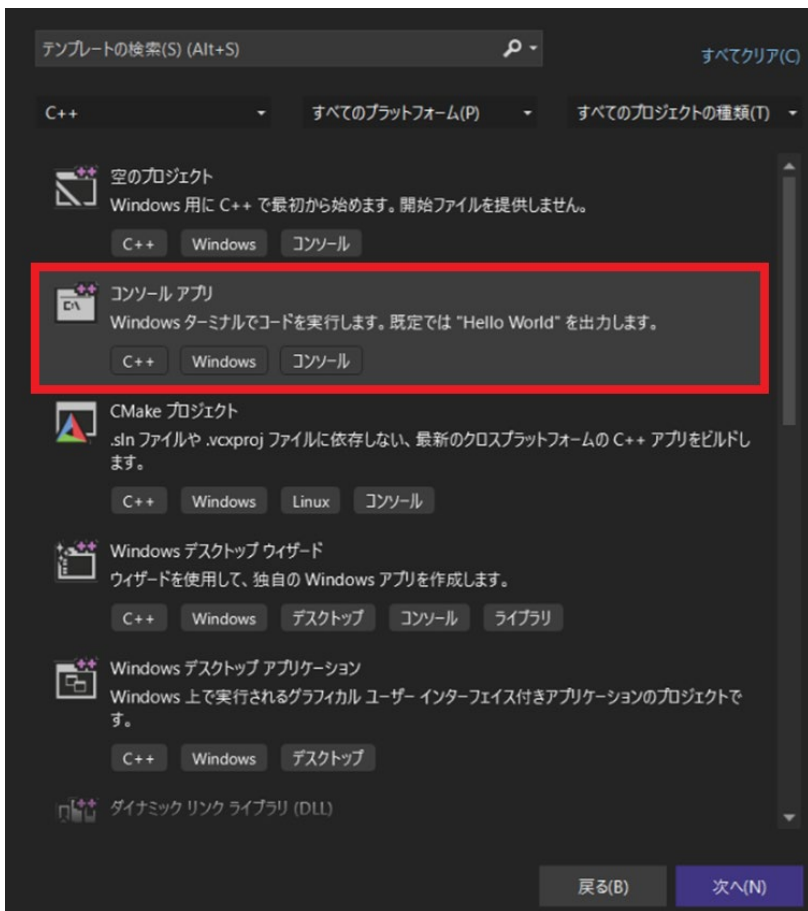 テンプレートの検索(S) (Alt+S)
すべてクリア(C)
C++ すべてのプラットフォーム(P) すべてのプロジェクトの種類(T)
空のプロジェクト
Windows 用に C++ で最初から始めます。開始ファイルを提供しません。
C++ Windows コンソール
C:\
コンソール アプリ
Windows ターミナルでコードを実行します。既定では "Hello World" を出力します。
C++ Windows コンソール
CMake プロジェクト
.sln ファイルや .vcxproj ファイルに依存しない、最新のクロスプラットフォームの C++ アプリをビルドし
ます。
C++ Windows Linux コンソール
Windows デスクトップ ウィザード
ウィザードを使用して、独自の Windows アプリを作成します。
C++ Windows デスクトップ コンソール ライブラリ
Windows デスクトップ アプリケーション
Windows 上で実行されるグラフィカル ユーザー インターフェイス付きアプリケーションのプロジェクトで
す。
C++ Windows デスクトップ
ダイナミック リンク ライブラリ (DLL)
戻る(B) 次へ(N)